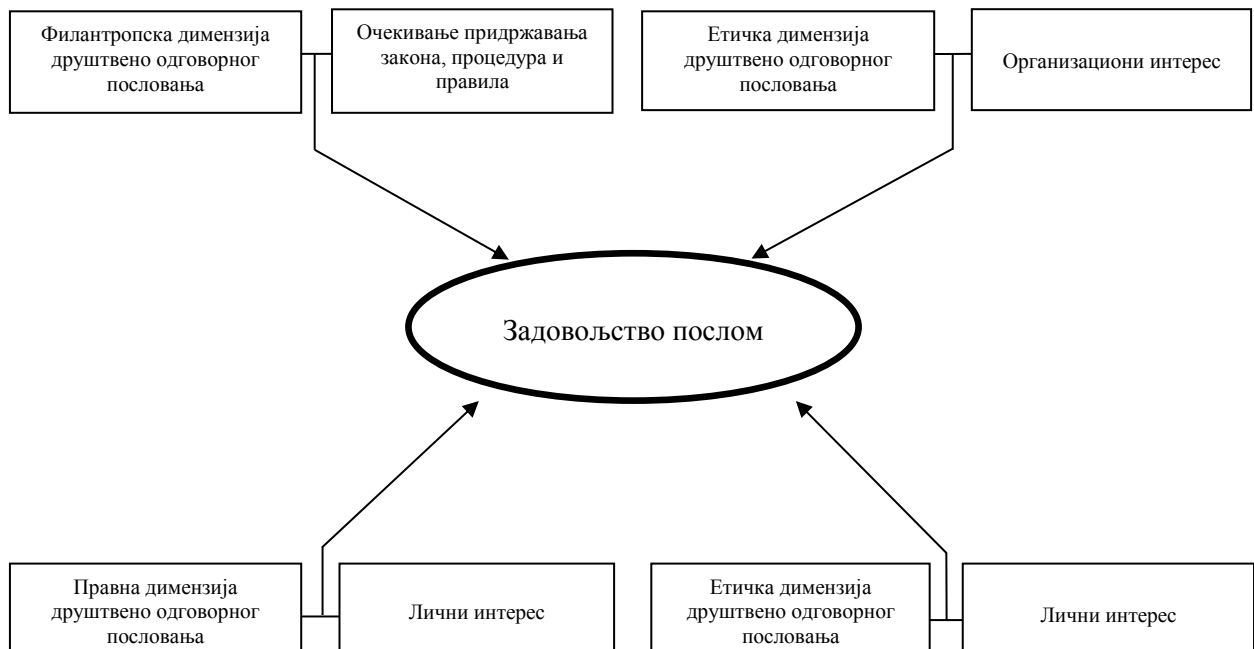 Филантропска димензија
друштвено одговорног
пословања
Очекивање придржавања
закона, процедура и
правила
Етичка димензија
друштвено одговорног
пословања
Организациони интерес
Задовољство послом
Правна димензија
друштвено одговорног
пословања
Лични интерес
Етичка димензија
друштвено одговорног
пословања
Лични интерес